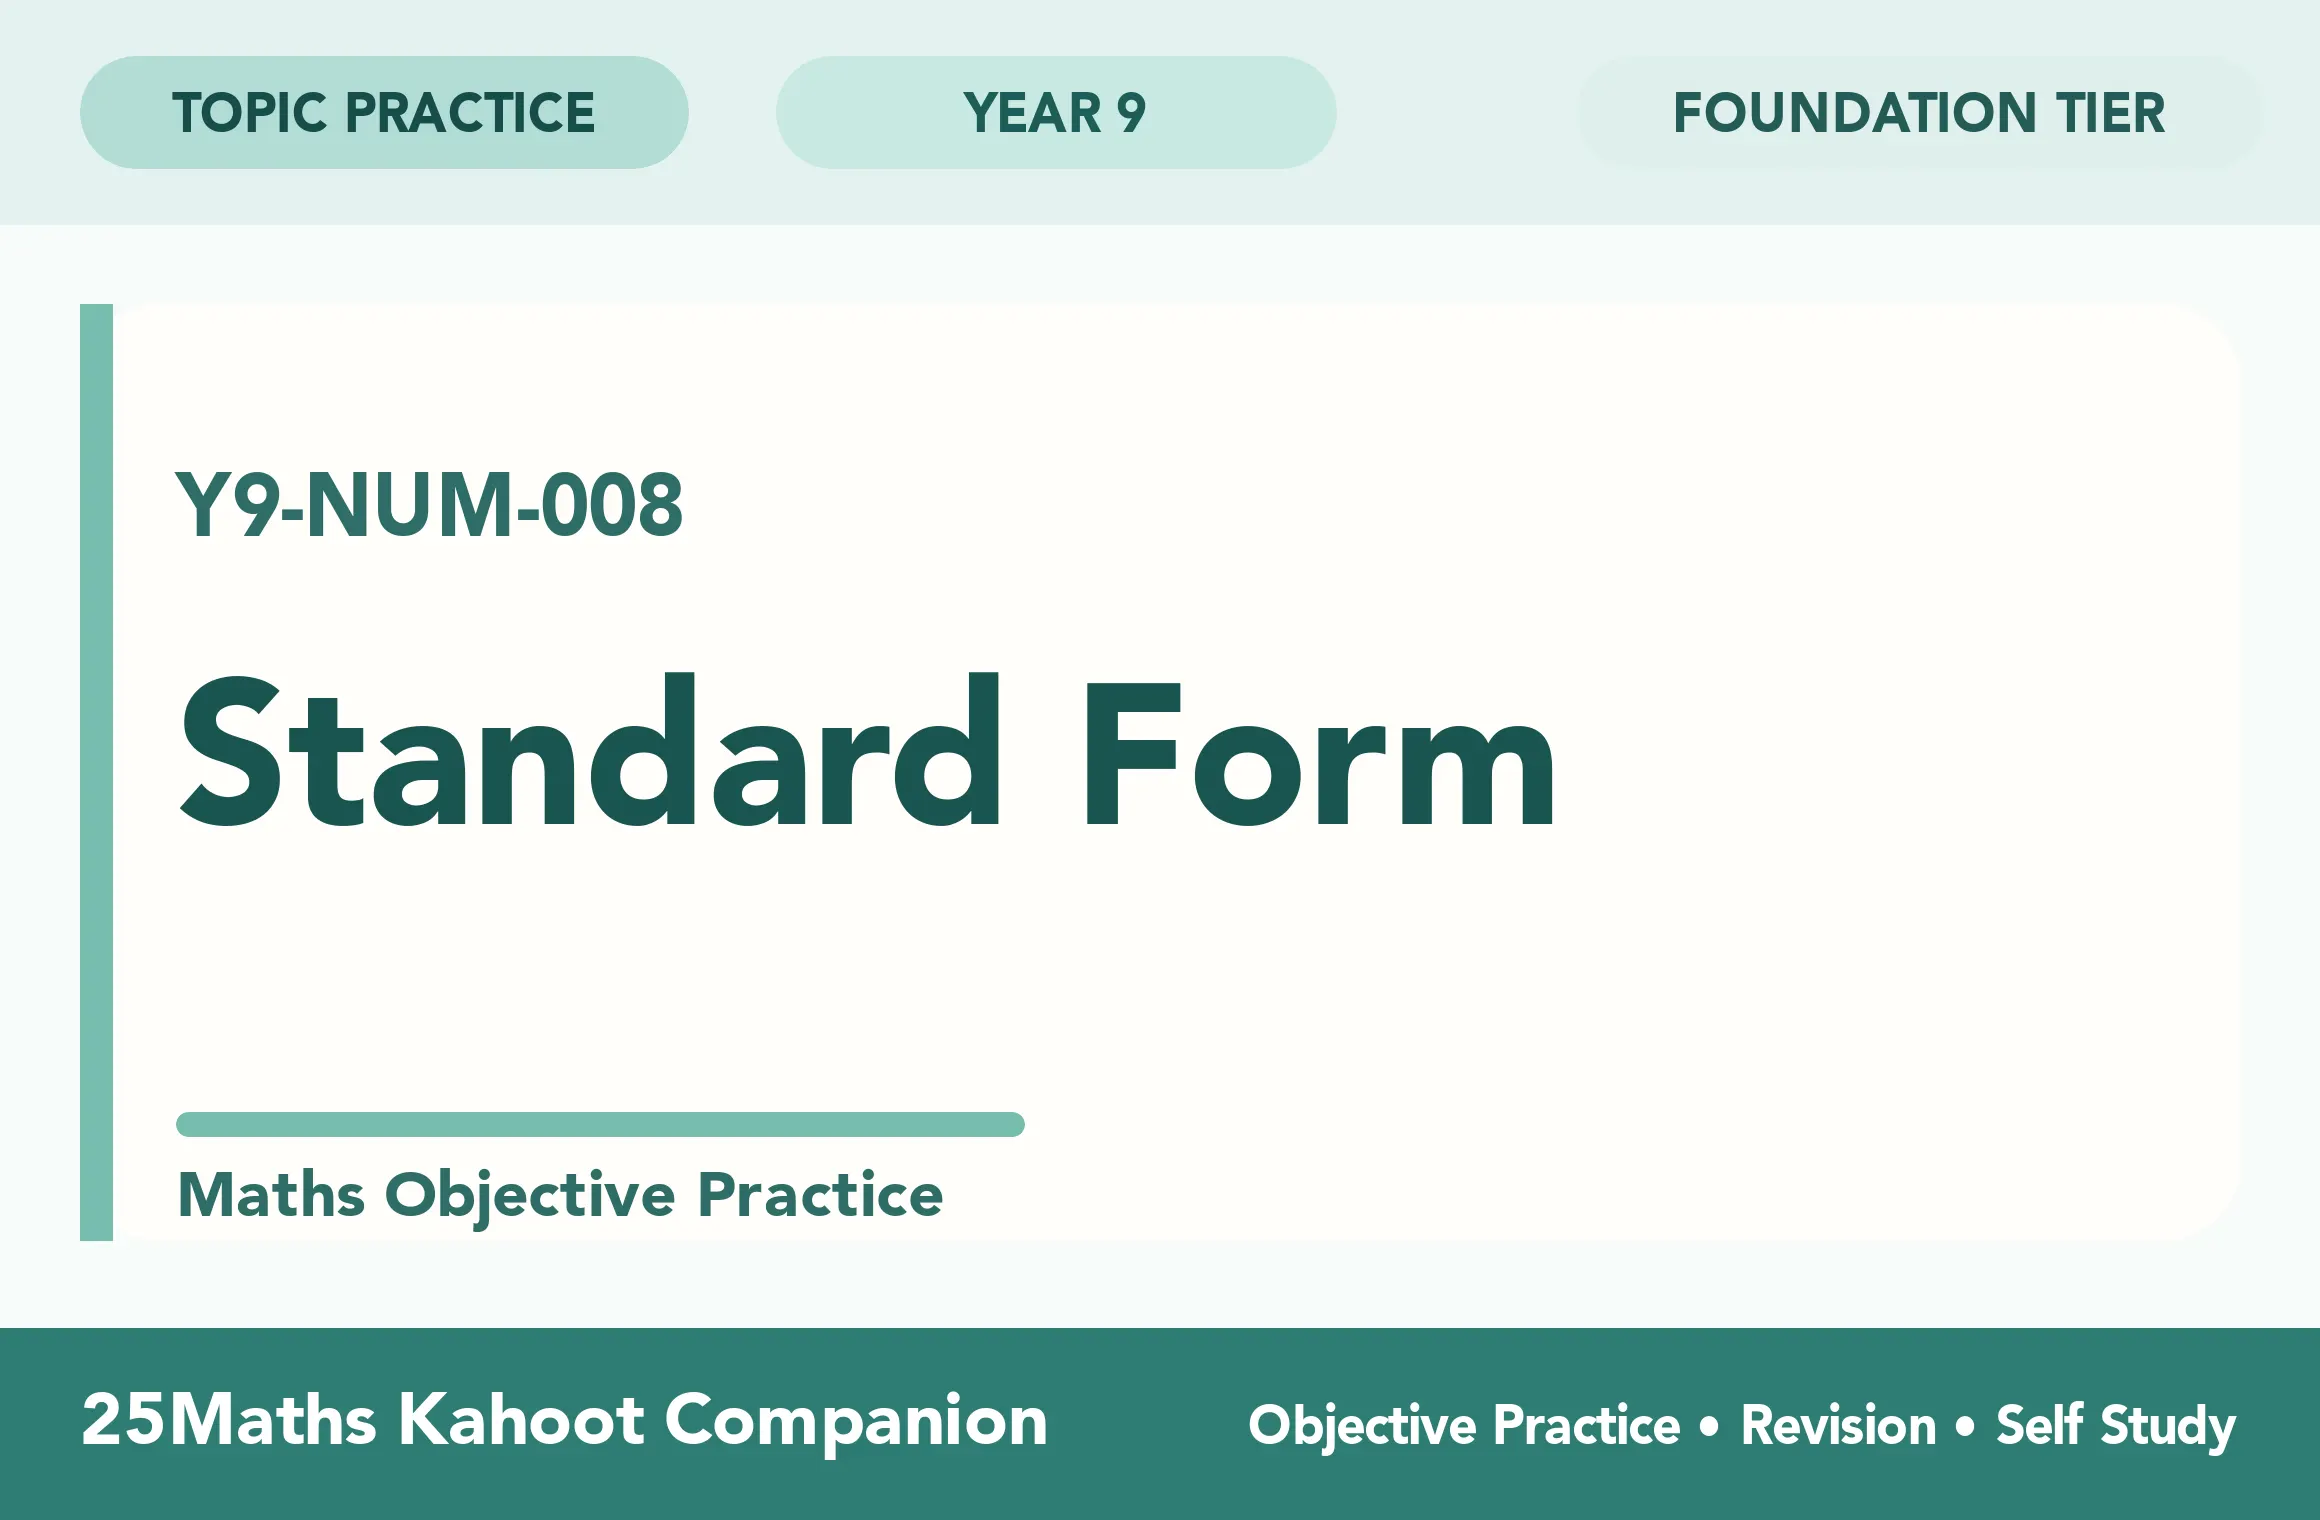 TOPIC PRACTICE
YEAR 9
FOUNDATION TIER
Y9-NUM-008
Standard Form
Maths Objective Practice
25Maths Kahoot Companion
Objective Practice • Revision • Self Study